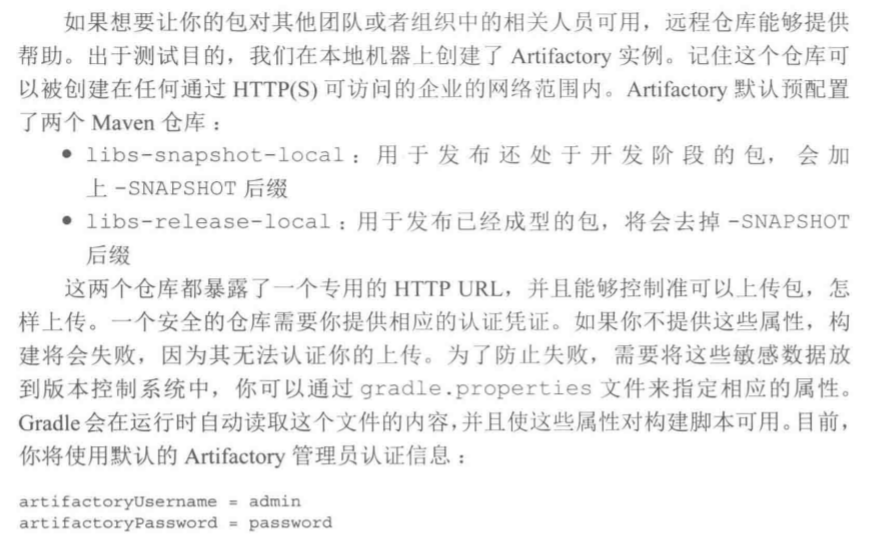 如果想要让你的包对其他团队或者组织中的相关人员可用，远程仓库能够提供
帮助。出于测试目的，我们在本地机器上创建了 Artifactory 实例。记住这个仓库可
以被创建在任何通过 HTTP(S) 可访问的企业的网络范围内。Artifactory 默认预配置
了两个 Maven 仓库：
• libs-snapshot-local：用于发布还处于开发阶段的包，会加
上 -SNAPSHOT 后缀
• libs-release-local：用于发布已经成型的包，将会去掉 -SNAPSHOT
后缀
这两个仓库都暴露了一个专用的 HTTP URL，并且能够控制准可以上传包，怎
样上传。一个安全的仓库需要你提供相应的认证凭证。如果你不提供这些属性，构
建将会失败，因为其无法认证你的上传。为了防止失败，需要将这些敏感数据放
到版本控制系统中，你可以通过 gradle.properties 文件来指定相应的属性。
Gradle 会在运行时自动读取这个文件的内容，并且使这些属性对构建脚本可用。目前，
你将使用默认的 Artifactory 管理员认证信息：
artifactoryUsername = admin
artifactoryPassword = password